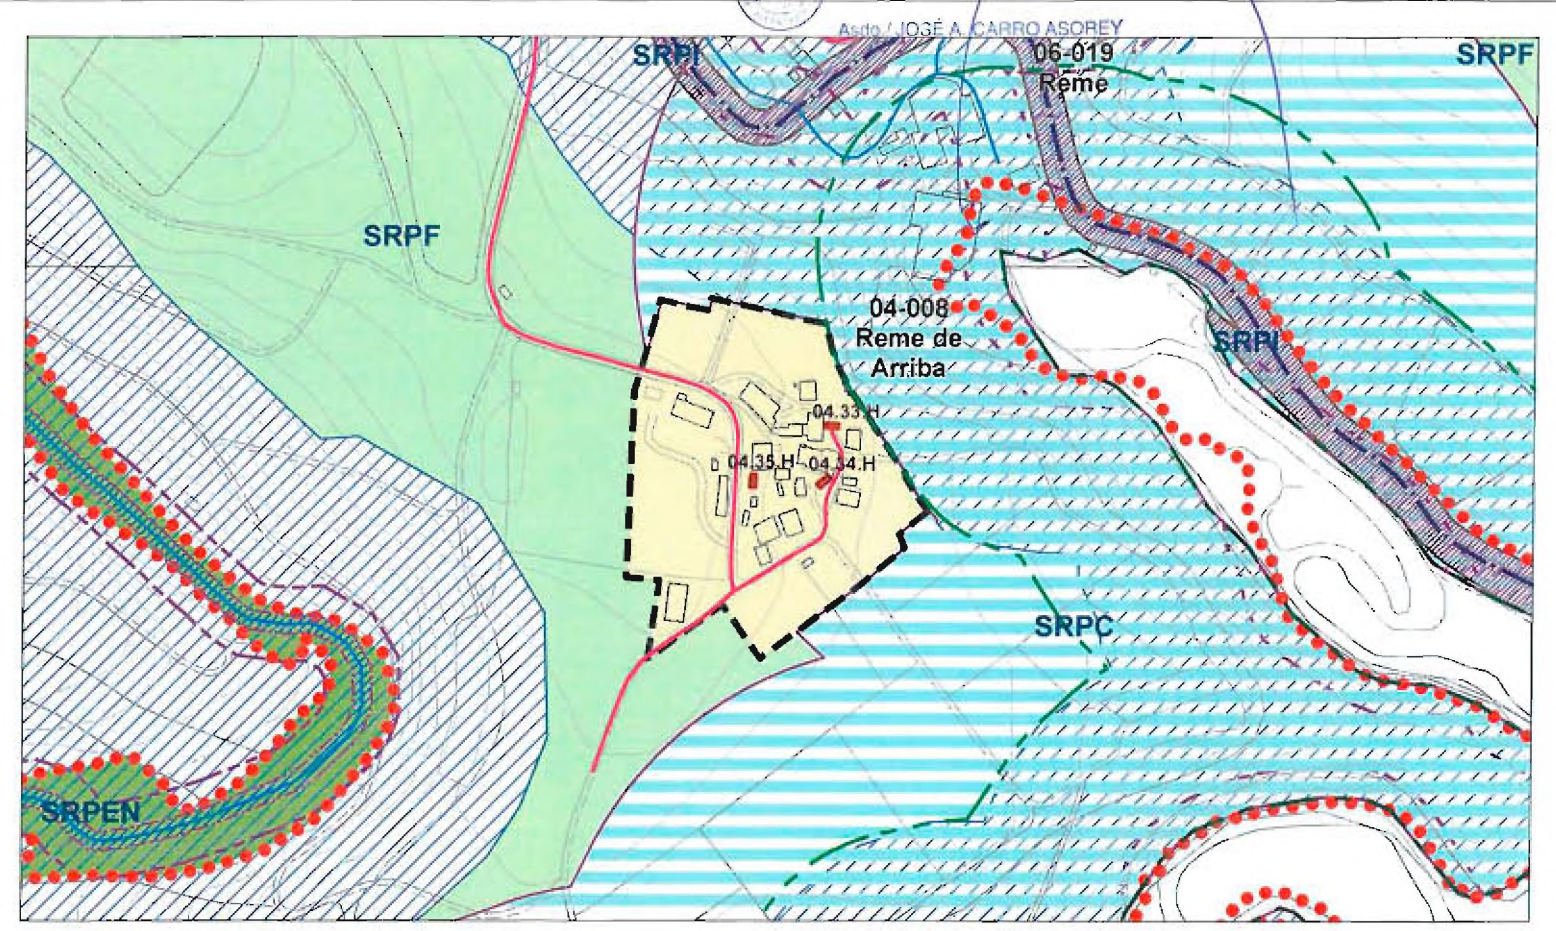 Asdo / JOSÉ A. CARRO ASOREY
SRPI
06-019
Reme
SRPF
SRPF
04-008
Reme de
Arriba
SRPI
04.33.H
04.35.H
04.34.H
SRPC
SRPEN